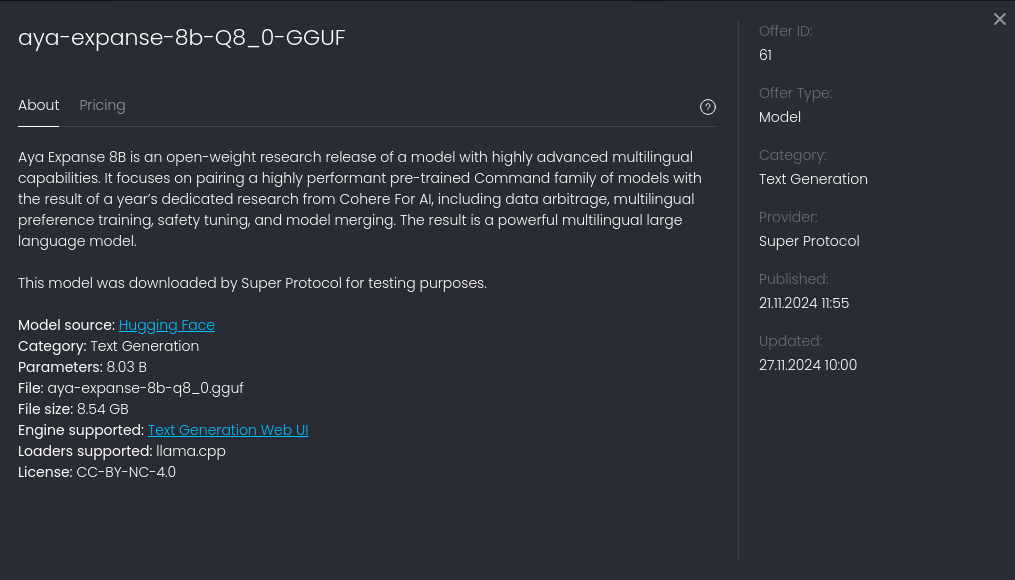 aya-expanse-8b-Q8_0-GGUF
About Pricing
Aya Expanse 8B is an open-weight research release of a model with highly advanced multilingual
capabilities. It focuses on pairing a highly performant pre-trained Command family of models with
the result of a year's dedicated research from Cohere For AI, including data arbitrage, multilingual
preference training, safety tuning, and model merging. The result is a powerful multilingual large
language model.
This model was downloaded by Super Protocol for testing purposes.
Model source: Hugging Face
Category: Text Generation
Parameters: 8.03 B
File: aya-expanse-8b-q8_0.gguf
File size: 8.54 GB
Engine supported: Text Generation Web UI
Loaders supported: llama.cpp
License: CC-BY-NC-4.0
Offer ID:
61
Offer Type:
Model
Category:
Text Generation
Provider:
Super Protocol
Published:
21.11.2024 11:55
Updated:
27.11.2024 10:00